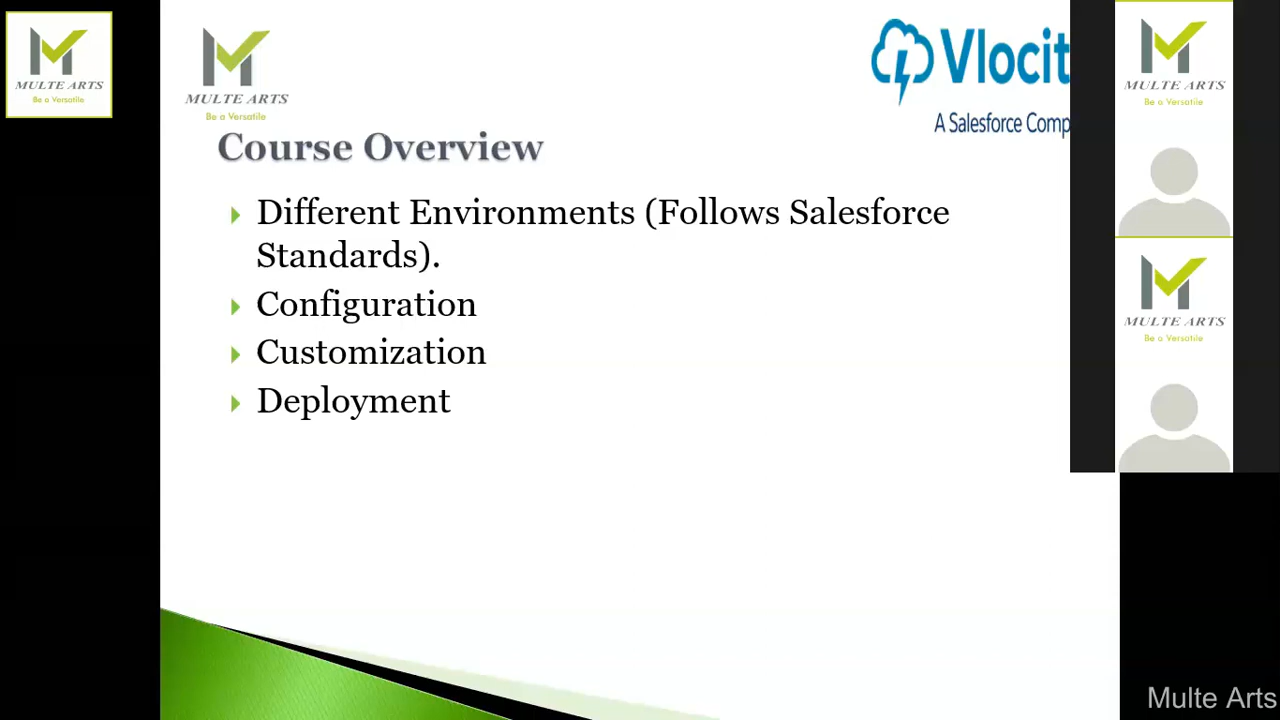 MULTE ARTS
Be a Versatile
MULTE ARTS
Be a Versatile
Vlocit
A Salesforce Comp
MULTE ARTS
Be a Versatile
Course Overview
Different Environments (Follows Salesforce
Standards).
Configuration
Customization
Deployment
MULTE ARTS
Be a Versatile
Multe Arts